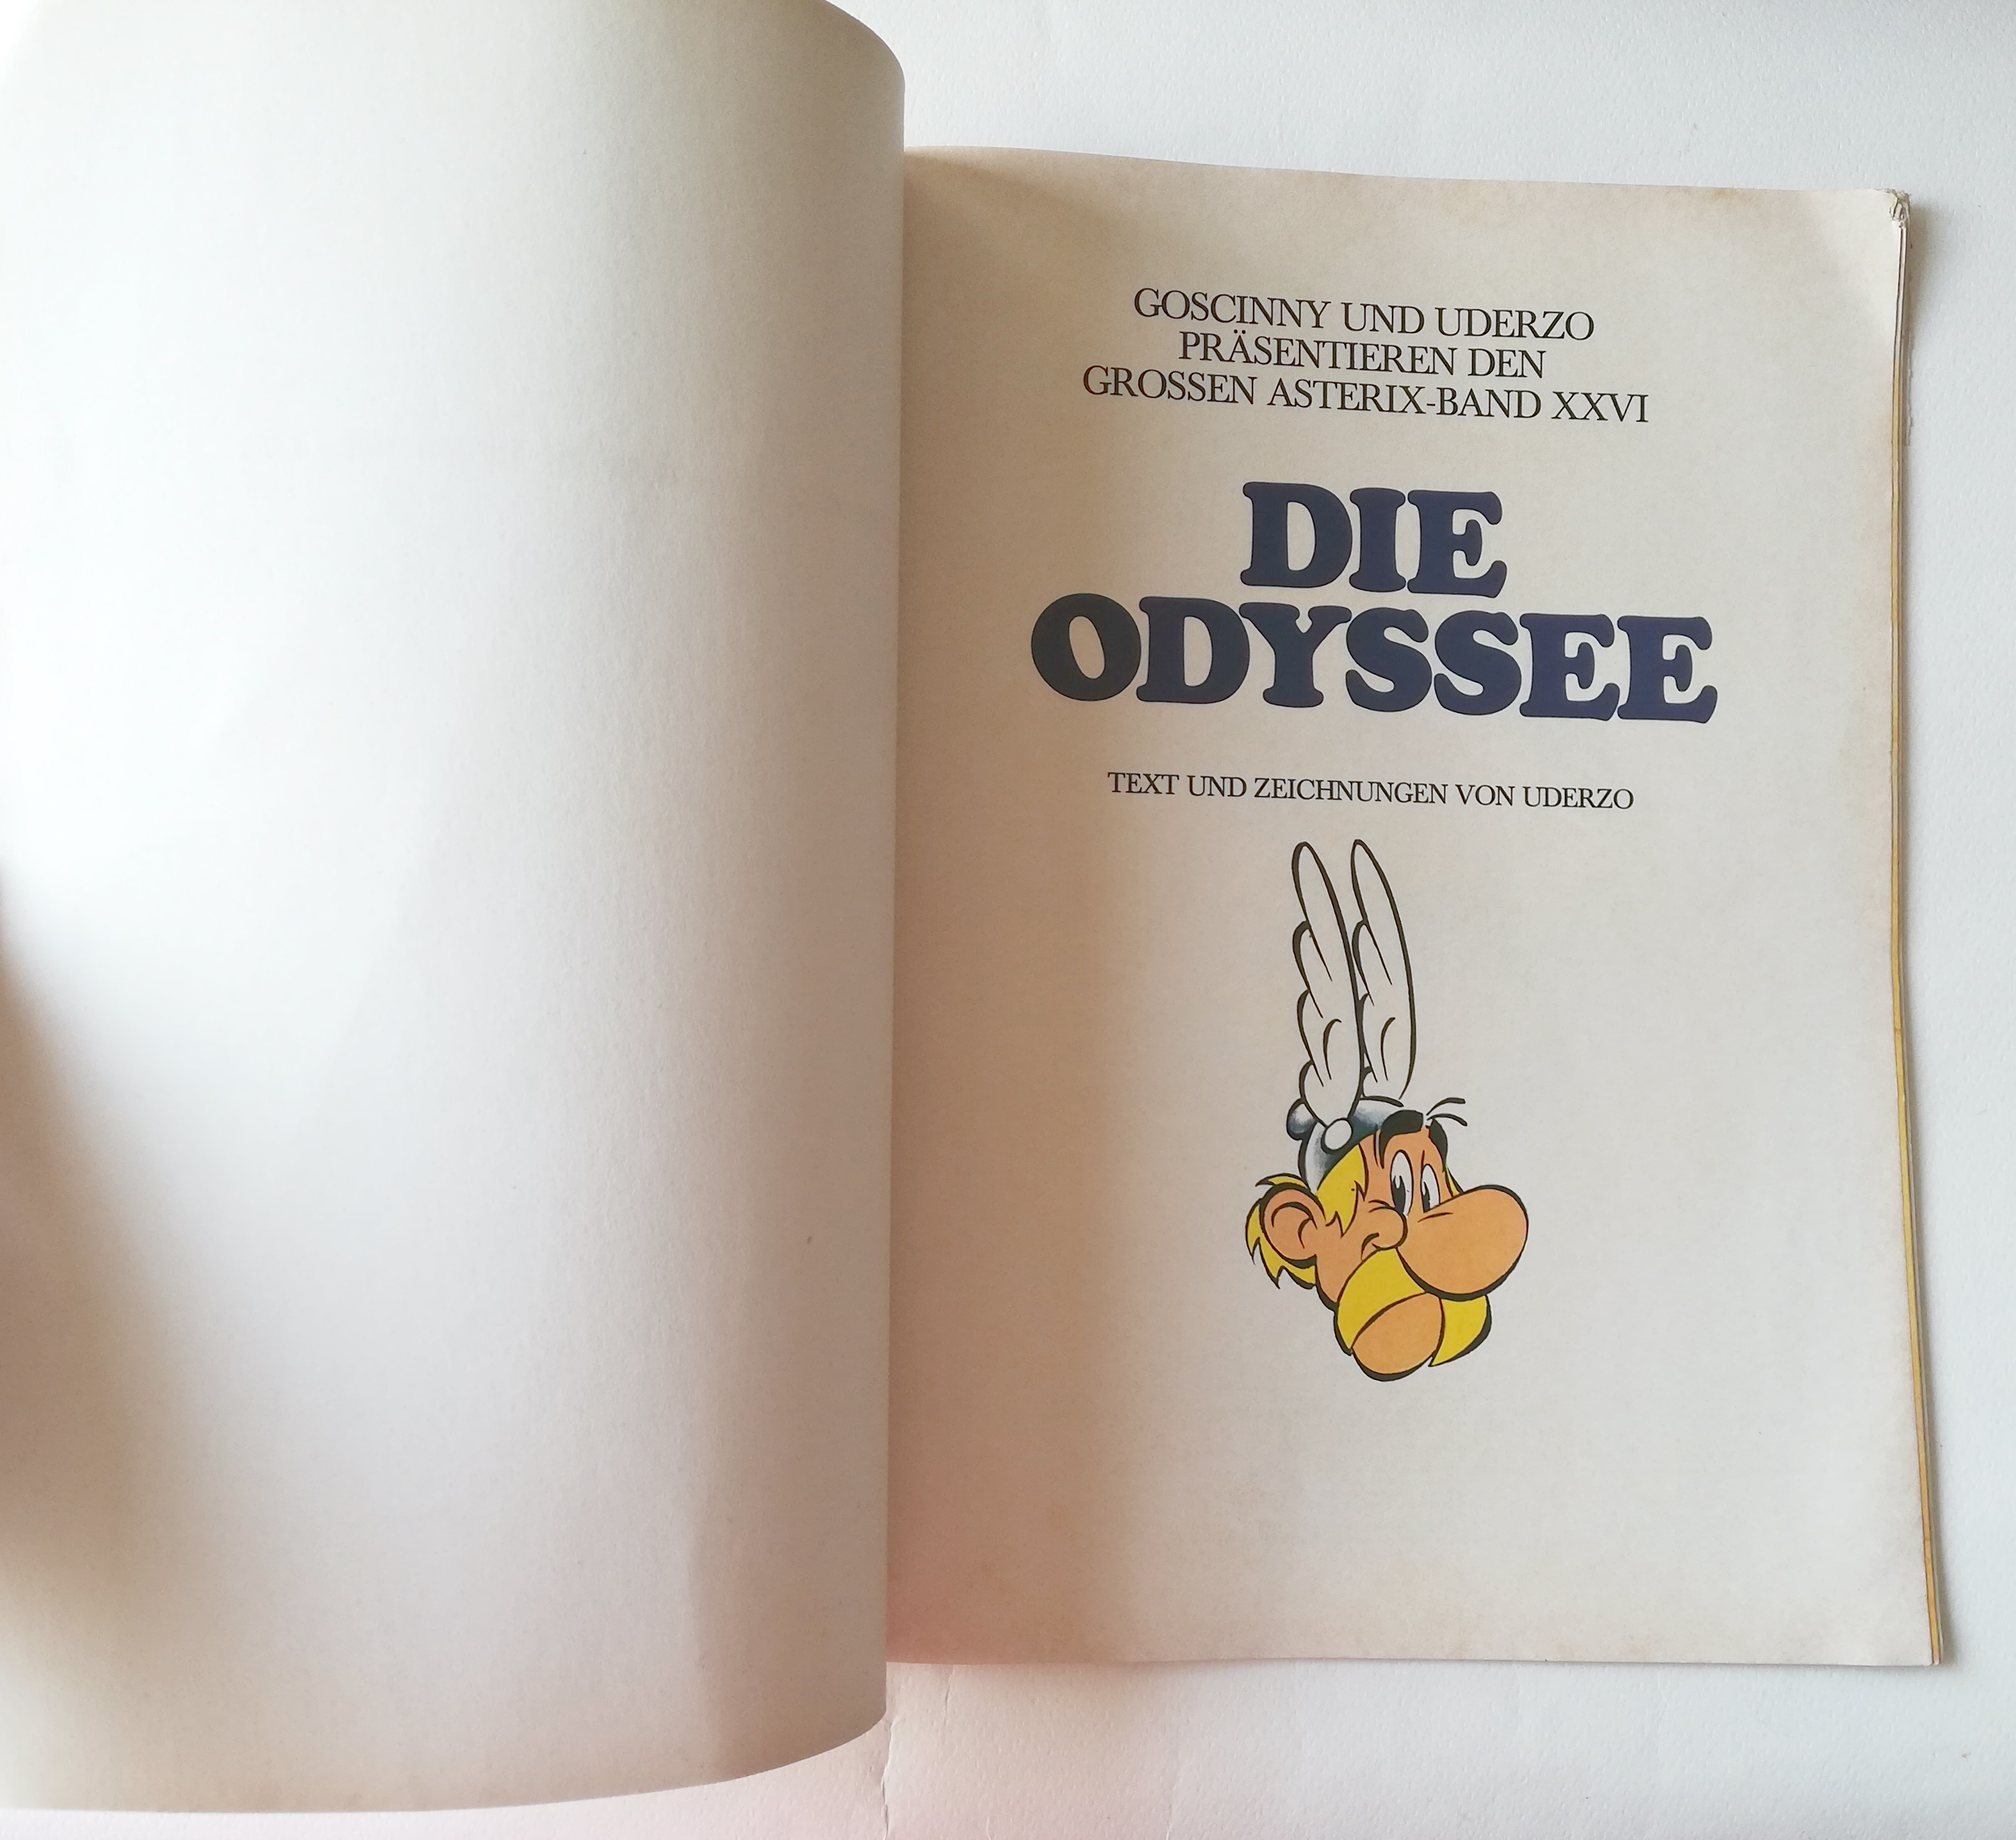 GOSCINNY UND UDERZO
PRÄSENTIEREN DEN
GROSSEN ASTERIX-BAND XXVI
DIE
ODYSSEE
TEXT UND ZEICHNUNGEN VON UDERZO